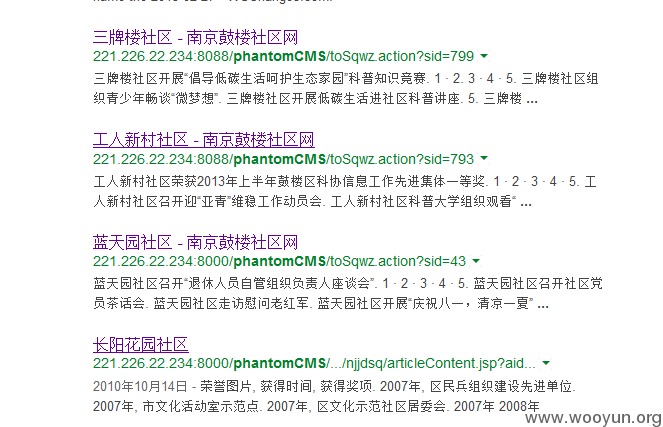 三牌楼社区 - 南京鼓楼社区网
221.226.22.234:8088/phantomCMS/toSqwz.action?sid=799
三牌楼社区开展“倡导低碳生活呵护生态家园”科普知识竞赛. 1 · 2. 3 · 4 · 5. 三牌楼社区组
织青少年畅谈“微梦想”. 三牌楼社区开展低碳生活进社区科普讲座. 5. 三牌楼 ...
工人新村社区 - 南京鼓楼社区网
221.226.22.234:8088/phantomCMS/toSqwz.action?sid=793
工人新村社区荣获2013年上半年鼓楼区科协信息工作先进集体一等奖. 1 · 2 · 3 · 4 · 5. 工
人新村社区召开迎“亚青”维稳工作动员会. 工人新村社区科普大学组织观看“ ...
蓝天园社区 - 南京鼓楼社区网
221.226.22.234:8000/phantomCMS/toSqwz.action?sid=43
蓝天园社区召开“退休人员自管组织负责人座谈会”. 1 · 2 · 3 · 4 · 5. 蓝天园社区召开社区党
员茶话会. 蓝天园社区走访慰问老红军. 蓝天园社区开展“庆祝八一，清凉一夏” ...
长阳花园社区
221.226.22.234:8000/phantomCMS/.../njjdsq/articleContent.jsp?aid...
2010年10月14日 - 荣誉图片, 获得时间, 获得奖项. 2007年, 区民兵组织建设先进单位.
2007年, 市文化活动室示范点. 2007年, 区文化示范社区居委会. 2007年 2008年
www.wooyun.org